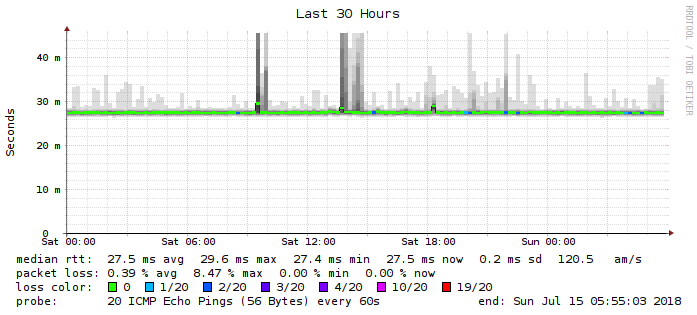 Last 30 Hours
RRDTOOL / TOBI OETIKER
Seconds
40 m
30 m
20 m
10 m
0
Sat 00:00 Sat 06:00 Sat 12:00 Sat 18:00 Sun 00:00
median rtt: 27.5 ms avg 29.6 ms max 27.4 ms min 27.5 ms now 0.2 ms sd 120.5 am/s
packet loss: 0.39 % avg 8.47 % max 0.00 % min 0.00 % now
loss color: 0 1/20 2/20 3/20 4/20 10/20 19/20
probe: 20 ICMP Echo Pings (56 Bytes) every 60s end: Sun Jul 15 05:55:03 2018